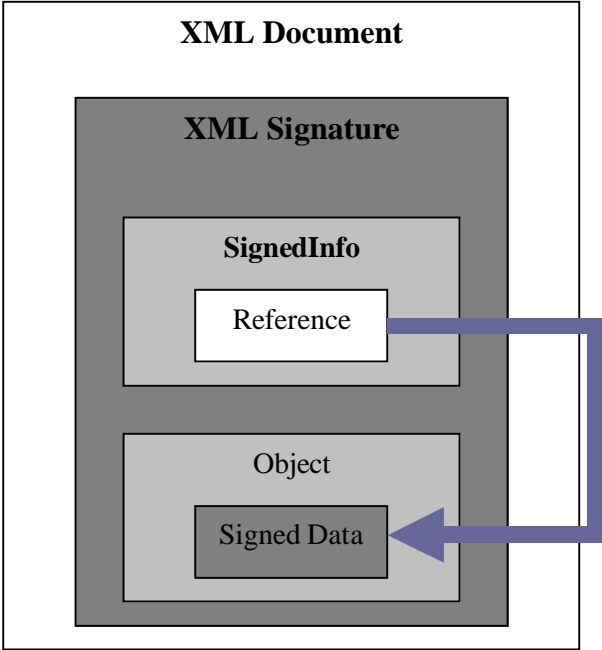 XML Document
XML Signature
SignedInfo
Reference
Object
Signed Data